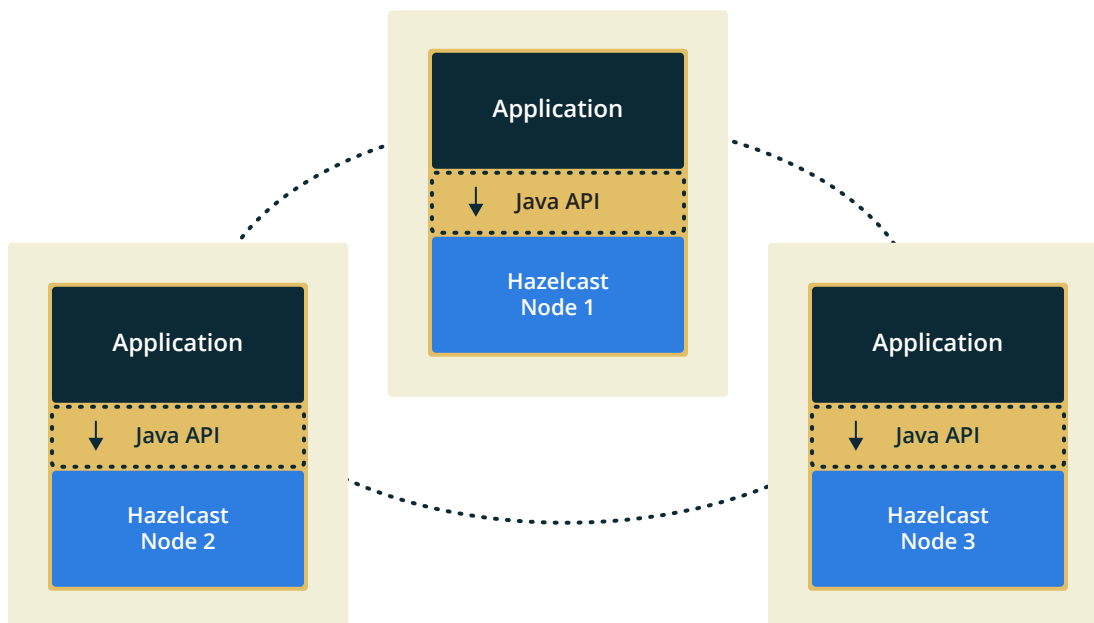 Application
Java API
Hazelcast
Node 1
Application
Java API
Hazelcast
Node 2
Application
Java API
Hazelcast
Node 3